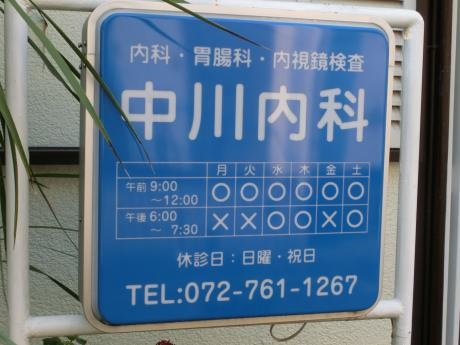 内科・胃腸科・内視鏡検査
中川内科
月 火 水 木 金 土
午前 9:00 〇 〇 〇 〇 〇 〇
～12:00
午後 6:00 × × 〇 〇 × 〇
～ 7:30
休診日:日曜・祝日
TEL:072-761-1267